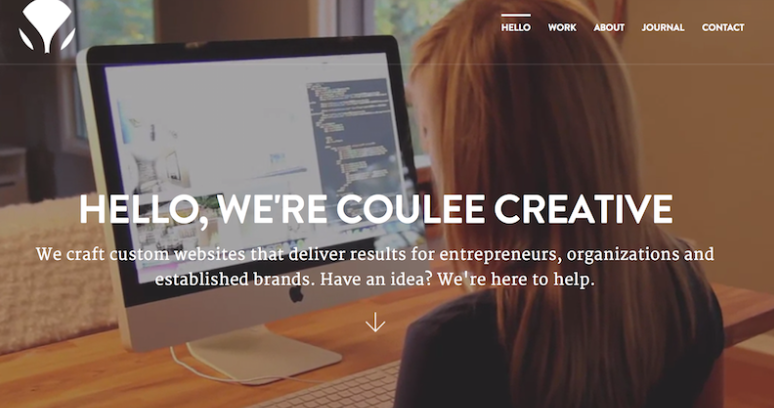 HELLO WORK ABOUT JOURNAL CONTACT
HELLO, WE'RE COULEE CREATIVE
We craft custom websites that deliver results for entrepreneurs, organizations and
established brands. Have an idea? We're here to help.